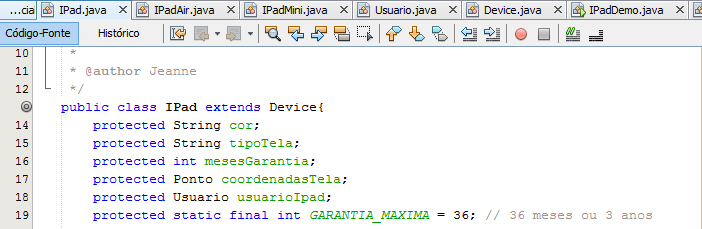 ...cia
IPad.java
IPadAir.java
IPadMini.java
Usuario.java
Device.java
IPadDemo.java
Código-Fonte
Histórico
10 *
11 * @author Jeanne
12 */
public class IPad extends Device{
14 protected String cor;
15 protected String tipoTela;
16 protected int mesesGarantia;
17 protected Ponto coordenadasTela;
18 protected Usuario usuarioIpad;
19 protected static final int GARANTIA_MAXIMA = 36; // 36 meses ou 3 anos